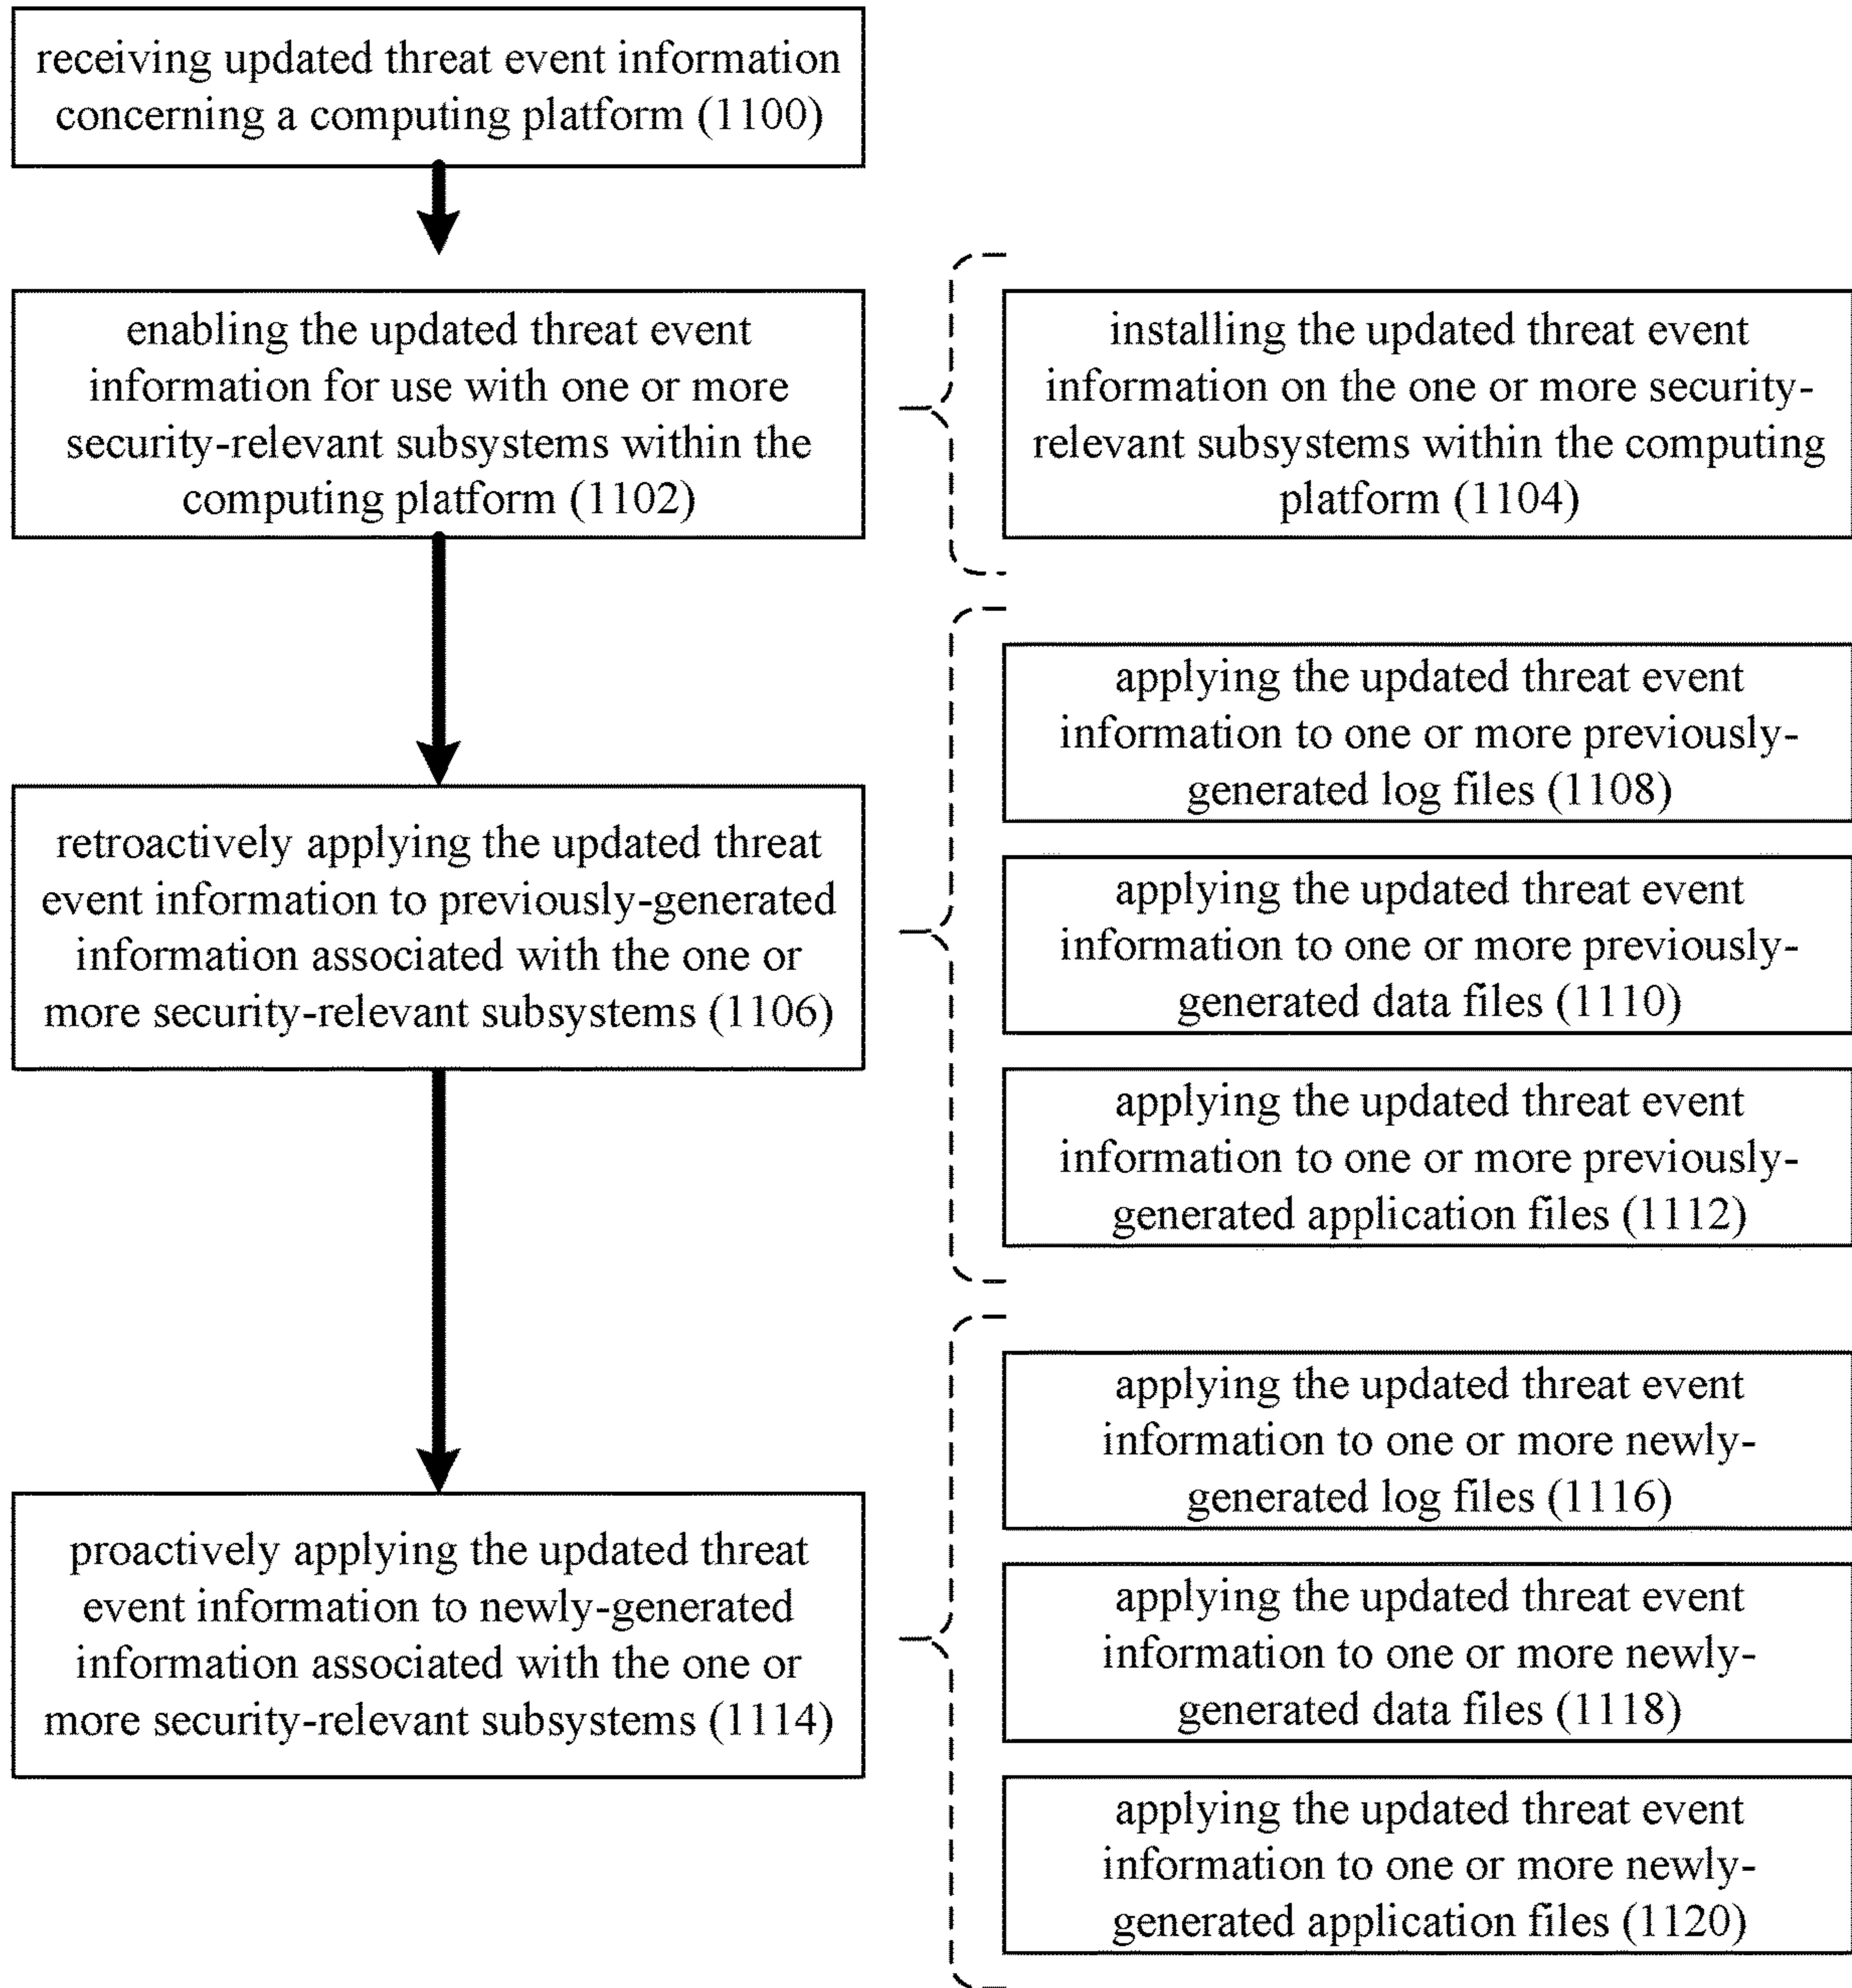 receiving updated threat event information
concerning a computing platform (1100)
enabling the updated threat event
information for use with one or more
security-relevant subsystems within the
computing platform (1102)
installing the updated threat event
information on the one or more security-
relevant subsystems within the computing
platform (1104)
retroactively applying the updated threat
event information to previously-generated
information associated with the one or
more security-relevant subsystems (1106)
applying the updated threat event
information to one or more previously-
generated log files (1108)
applying the updated threat event
information to one or more previously-
generated data files (1110)
applying the updated threat event
information to one or more previously-
generated application files (1112)
proactively applying the updated threat
event information to newly-generated
information associated with the one or
more security-relevant subsystems (1114)
applying the updated threat event
information to one or more newly-
generated log files (1116)
applying the updated threat event
information to one or more newly-
generated data files (1118)
applying the updated threat event
information to one or more newly-
generated application files (1120)